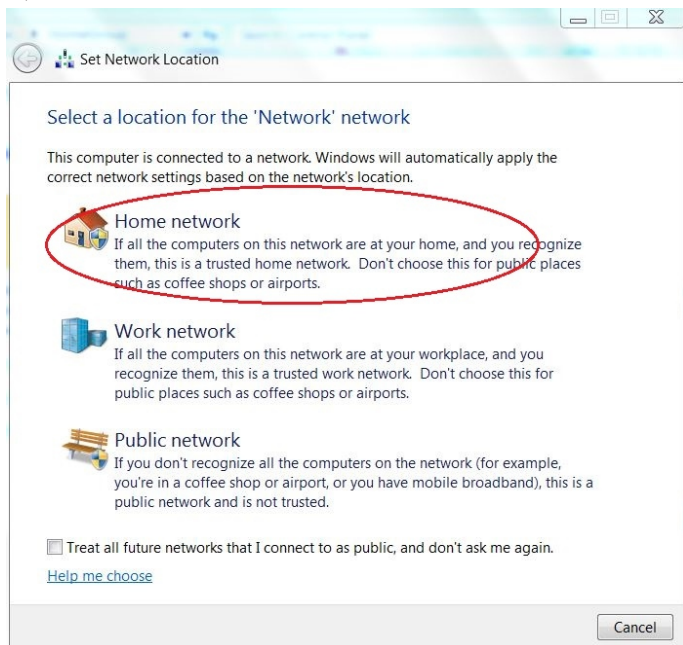 Set Network Location
Select a location for the 'Network' network
This computer is connected to a network. Windows will automatically apply the
correct network settings based on the network's location.
Home network
If all the computers on this network are at your home, and you recognize
them, this is a trusted home network. Don't choose this for public places
such as coffee shops or airports.
Work network
If all the computers on this network are at your workplace, and you
recognize them, this is a trusted work network. Don't choose this for
public places such as coffee shops or airports.
Public network
If you don't recognize all the computers on the network (for example,
you're in a coffee shop or airport, or you have mobile broadband), this is a
public network and is not trusted.
Treat all future networks that I connect to as public, and don't ask me again.
Help me choose
Cancel